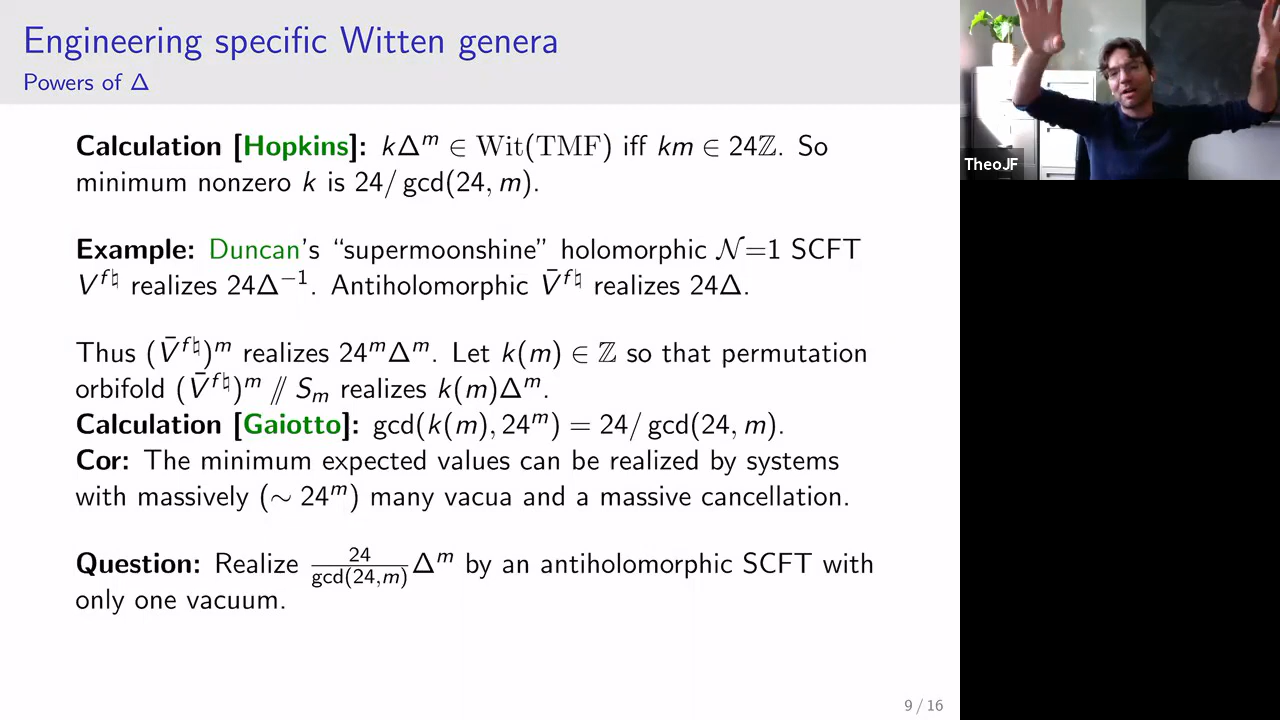 Engineering specific Witten genera
Powers of Δ
Calculation [Hopkins]: kΔ^m ∈ Wit(TMF) iff km ∈ 24ℤ. So
minimum nonzero k is 24/ gcd(24, m).
Example: Duncan's “supermoonshine” holomorphic 𝒩=1 SCFT
V^{f♮} realizes 24Δ^{−1}. Antiholomorphic V̄^{f♮} realizes 24Δ.
Thus (V̄^{f♮})^m realizes 24^mΔ^m. Let k(m) ∈ ℤ so that permutation
orbifold (V̄^{f♮})^m // S_m realizes k(m)Δ^m.
Calculation [Gaiotto]: gcd(k(m), 24^m) = 24/ gcd(24, m).
Cor: The minimum expected values can be realized by systems
with massively (∼ 24^m) many vacua and a massive cancellation.
Question: Realize 24/gcd(24,m) Δ^m by an antiholomorphic SCFT with
only one vacuum.
9 / 16
TheoJF